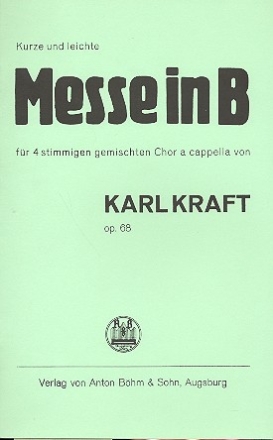 Kurze und leichte
Messe in B
für 4 stimmigen gemischten Chor a cappella von
KARL KRAFT
op. 68
Verlag von Anton Böhm & Sohn, Augsburg